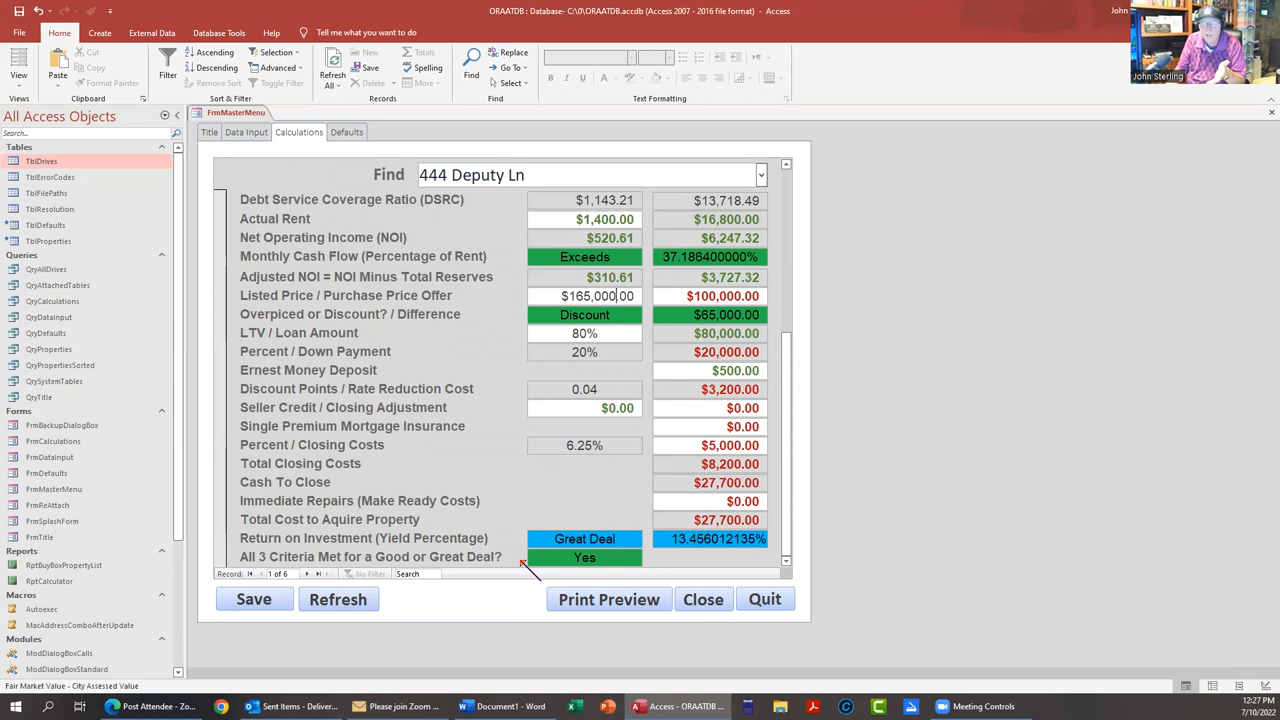 ORAATDB : Database- C:\0\ORAATDB.accdb (Access 2007 - 2016 file format) - Access
John
File Home Create External Data Database Tools Help Tell me what you want to do
View
Views
Paste
Cut
Copy
Format Painter
Clipboard
Filter
Ascending
Descending
Remove Sort
Selection
Advanced
Toggle Filter
Sort & Filter
Refresh
All
New
Save
Delete
Totals
Spelling
Records
Find
Replace
Go To
Select
Find
B I U
Text Formatting
John Sterling
All Access Objects
Search...
Tables
TblDrives
TblErrorCodes
TblFilePaths
TblResolution
TblDefaults
TblProperties
Queries
QryAllDrives
QryAttachedTables
QryCalculations
QryDataInput
QryDefaults
QryProperties
QryPropertiesSorted
QrySystemTables
QryTitle
Forms
FrmBackupDialogBox
FrmCalculations
FrmDataInput
FrmDefaults
FrmMasterMenu
FrmReAttach
FrmSplashForm
FrmTitle
Reports
RptBuyBoxPropertyList
RptCalculator
Macros
Autoexec
MacAddressComboAfterUpdate
Modules
ModDialogBoxCalls
ModDialogBoxStandard
FrmMasterMenu
Title Data Input Calculations Defaults
Find 444 Deputy Ln
Debt Service Coverage Ratio (DSRC) $1,143.21 $13,718.49
Actual Rent $1,400.00 $16,800.00
Net Operating Income (NOI) $520.61 $6,247.32
Monthly Cash Flow (Percentage of Rent) Exceeds 37.186400000%
Adjusted NOI = NOI Minus Total Reserves $310.61 $3,727.32
Listed Price / Purchase Price Offer $165,000.00 $100,000.00
Overpiced or Discount? / Difference Discount $65,000.00
LTV / Loan Amount 80% $80,000.00
Percent / Down Payment 20% $20,000.00
Ernest Money Deposit $500.00
Discount Points / Rate Reduction Cost 0.04 $3,200.00
Seller Credit / Closing Adjustment $0.00 $0.00
Single Premium Mortgage Insurance $0.00
Percent / Closing Costs 6.25% $5,000.00
Total Closing Costs $8,200.00
Cash To Close $27,700.00
Immediate Repairs (Make Ready Costs) $0.00
Total Cost to Aquire Property $27,700.00
Return on Investment (Yield Percentage) Great Deal 13.456012135%
All 3 Criteria Met for a Good or Great Deal? Yes
Record: 1 of 6 No Filter Search
Save Refresh Print Preview Close Quit
Fair Market Value - City Assessed Value
Post Attendee - Zo... Sent Items - Deliver... Please join Zoom ... Document1 - Word Access - ORAATDB ... Meeting Controls
12:27 PM
7/10/2022